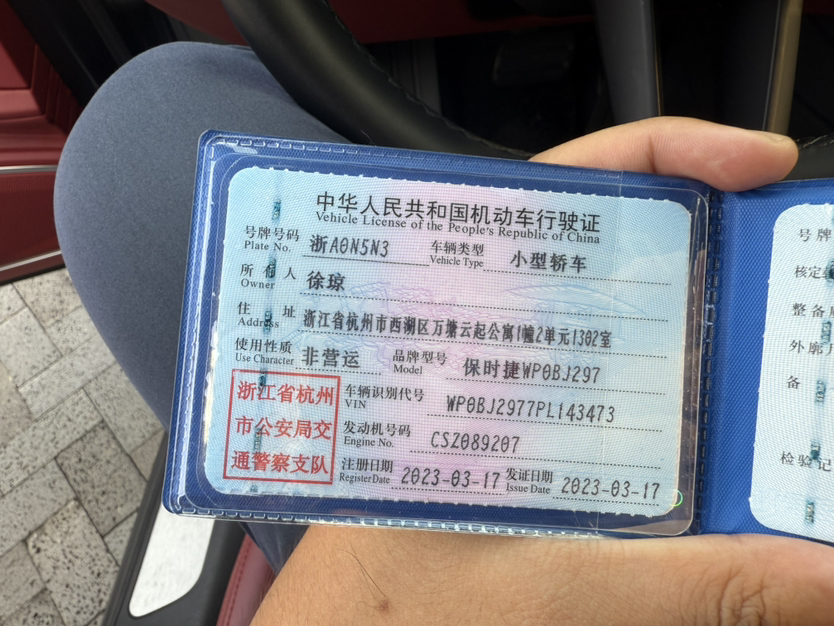 中华人民共和国机动车行驶证
Vehicle License of the People's Republic of China
号牌号码 浙A0N5N3 车辆类型 小型轿车
Plate No. Vehicle Type
所有人 徐琼
Owner
住址 浙江省杭州市西湖区万塘云起公寓1幢2单元1302室
Address
使用性质 非营运 品牌型号 保时捷WP0BJ297
Use Character Model
浙江省杭州
市公安局交
通警察支队
车辆识别代号 WP0BJ2977PL143473
VIN
发动机号码 CSZ089207
Engine No.
注册日期 2023-03-17 发证日期 2023-03-17
Register Date Issue Date
号牌
核定
整备
外廓
备
检验记